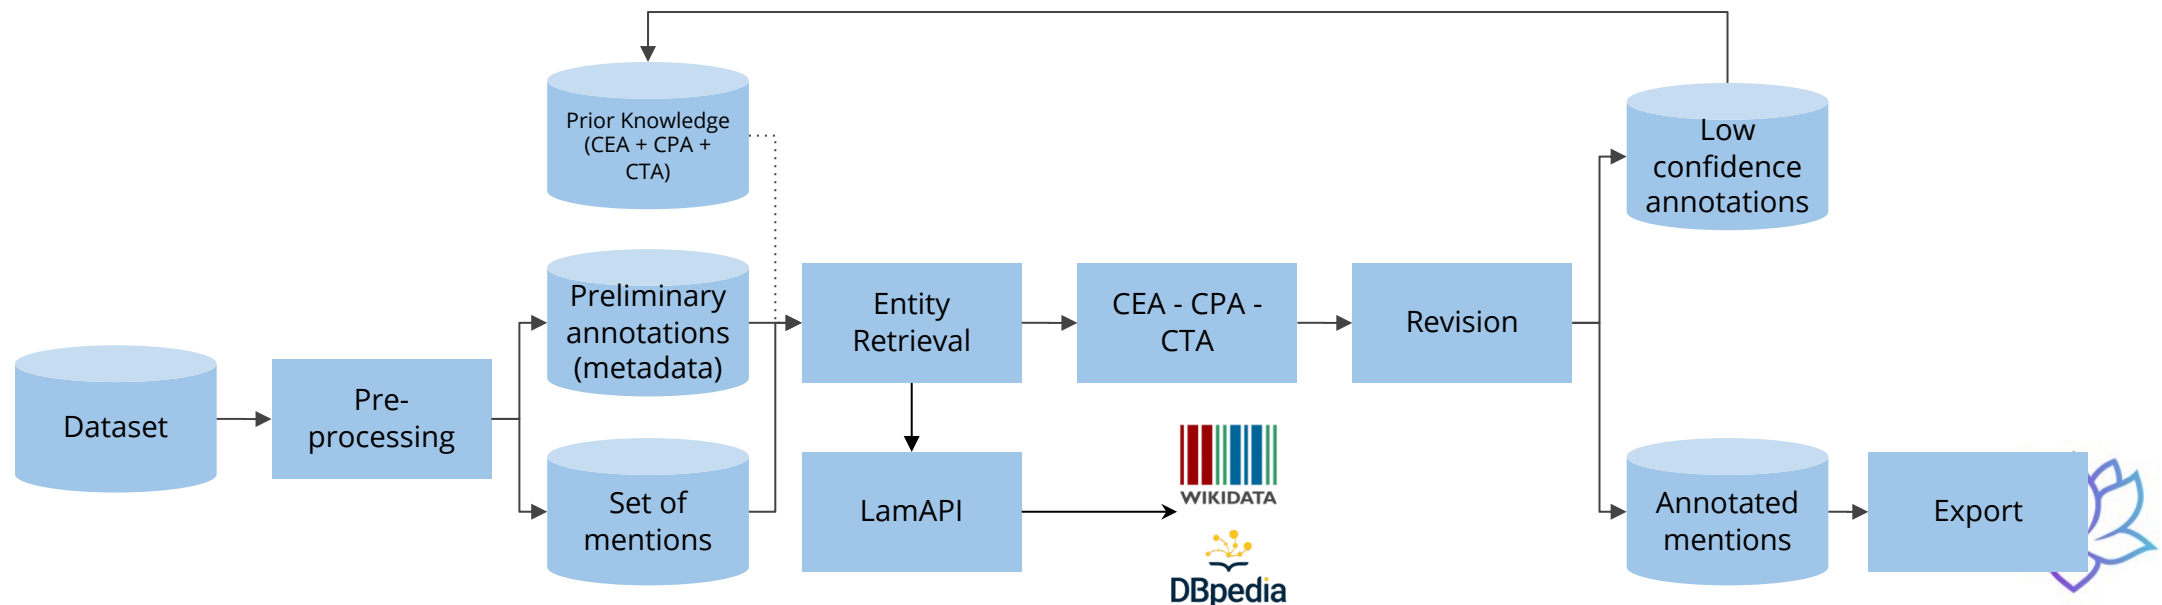 Prior Knowledge
(CEA + CPA +
CTA)
Low
confidence
annotations
Preliminary
annotations
(metadata)
Entity
Retrieval
CEA - CPA -
CTA
Revision
Dataset
Pre-
processing
Set of
mentions
LamAPI
WIKIDATA
DBpedia
Annotated
mentions
Export